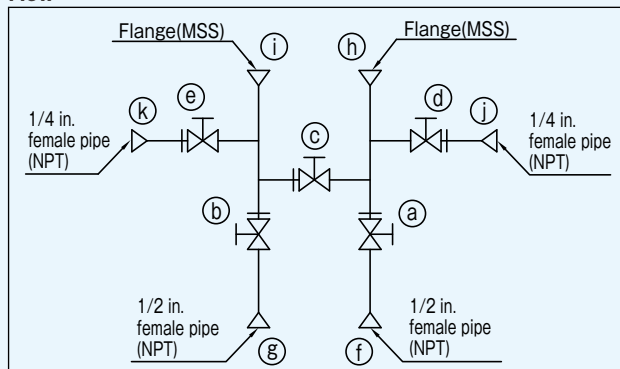 Flange(MSS)
Flange(MSS)
i
h
k
e
d
j
1/4 in.
female pipe
(NPT)
1/4 in.
female pipe
(NPT)
c
b
a
1/2 in.
female pipe
(NPT)
1/2 in.
female pipe
(NPT)
g
f